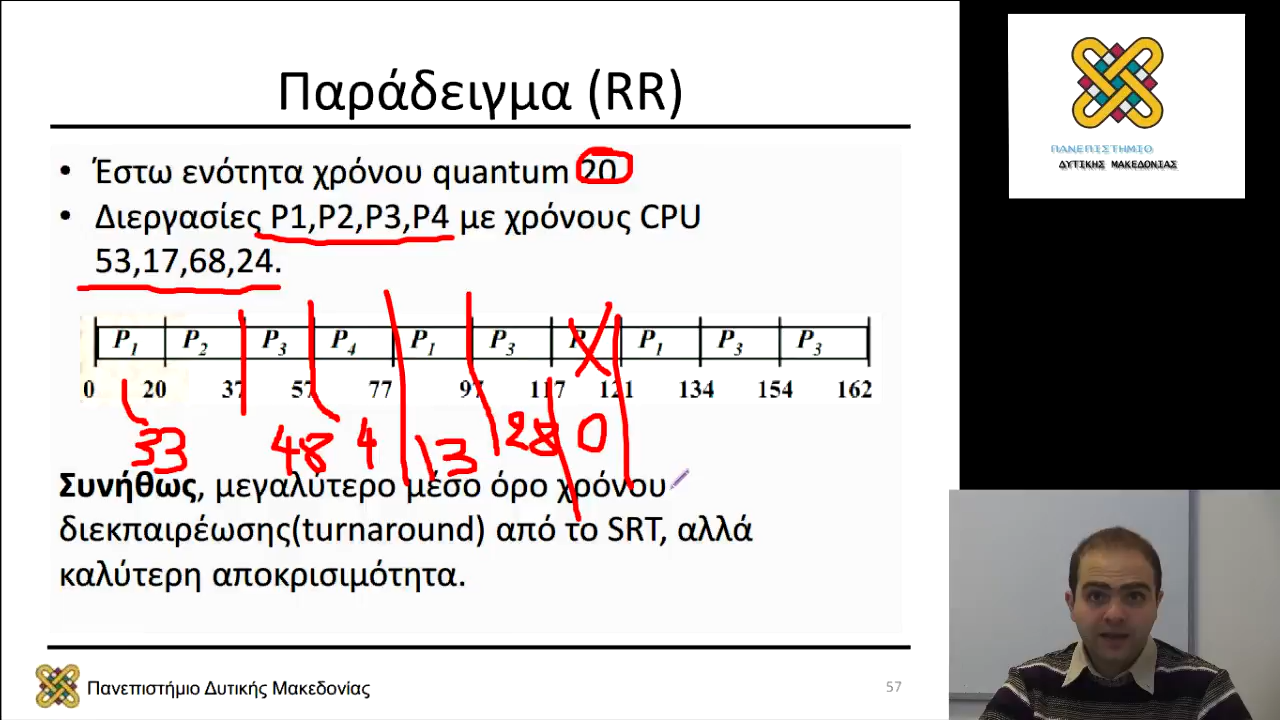 Παράδειγμα (RR)
ΠΑΝΕΠΙΣΤΗΜΙΟ
ΔΥΤΙΚΗΣ ΜΑΚΕΔΟΝΙΑΣ
• Έστω ενότητα χρόνου quantum 20
• Διεργασίες P1,P2,P3,P4 με χρόνους CPU
53,17,68,24.
P1 P2 P3 P4 P1 P3 P P1 P3 P3
0 20 37 57 77 97 117 121 134 154 162
33 48 4 13 28 0
Συνήθως, μεγαλύτερο μέσο όρο χρόνου
διεκπαιρέωσης(turnaround) από το SRT, αλλά
καλύτερη αποκρισιμότητα.
Πανεπιστήμιο Δυτικής Μακεδονίας
57